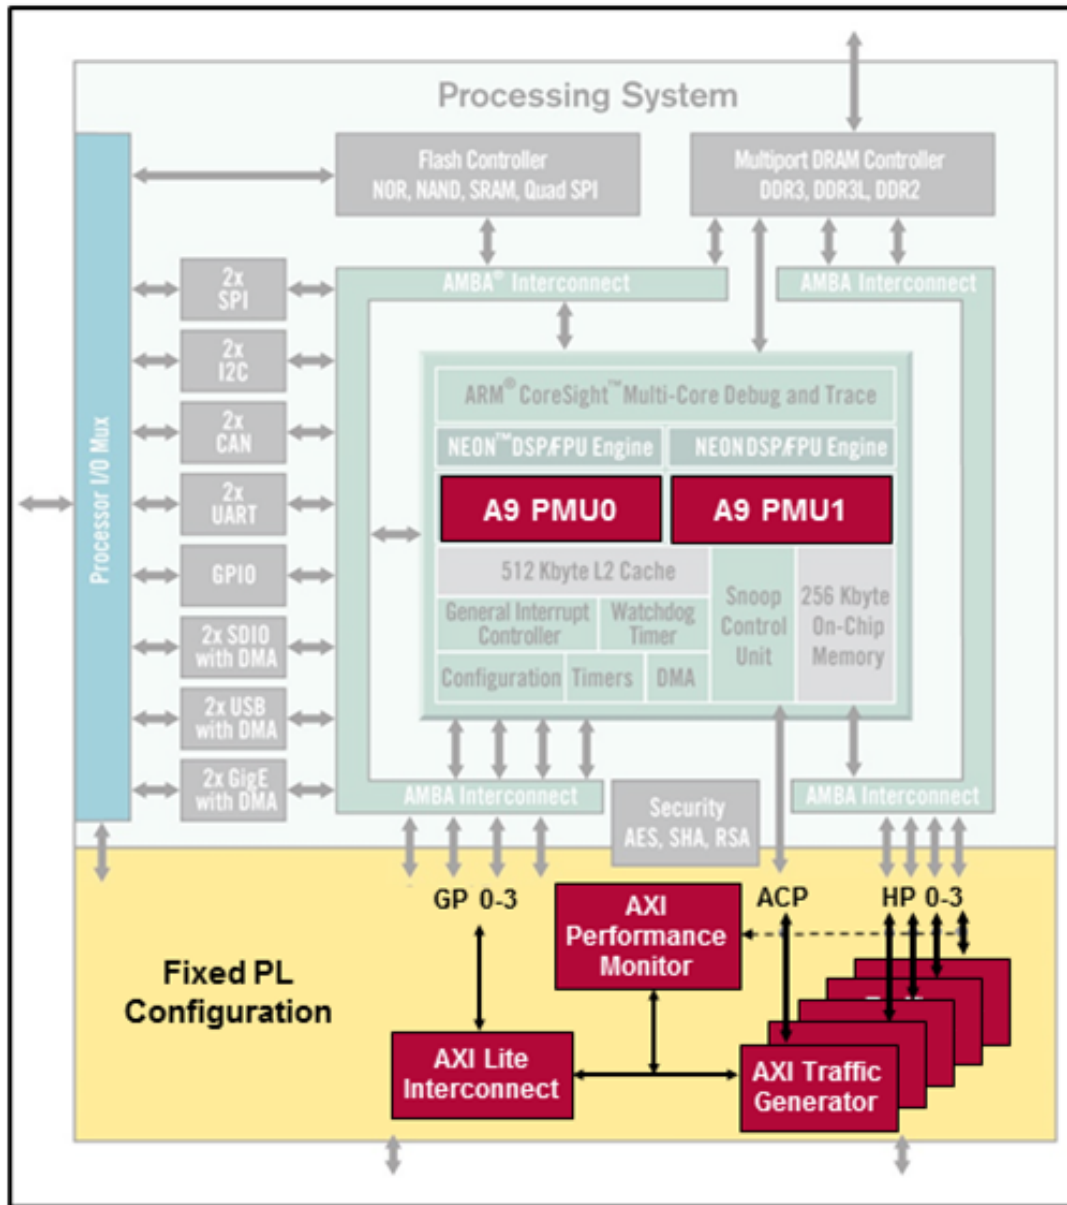 Processing System
Flash Controller
NOR, NAND, SRAM, Quad SPI
Multiport DRAM Controller
DDR3, DDR3L, DDR2
AMBA® Interconnect
AMBA Interconnect
Processor I/O Mux
2x
SPI
2x
I2C
2x
CAN
2x
UART
GPIO
2x SDIO
with DMA
2x USB
with DMA
2x GigE
with DMA
ARM® CoreSight™ Multi-Core Debug and Trace
NEON™ DSP/FPU Engine
NEON DSP/FPU Engine
A9 PMU0
A9 PMU1
512 Kbyte L2 Cache
General Interrupt
Controller
Watchdog
Timer
Configuration
Timers
DMA
Snoop
Control
Unit
256 Kbyte
On-Chip
Memory
AMBA Interconnect
Security
AES, SHA, RSA
AMBA Interconnect
GP 0-3
ACP
HP 0-3
AXI
Performance
Monitor
Fixed PL
Configuration
AXI Lite
Interconnect
AXI Traffic
Generator